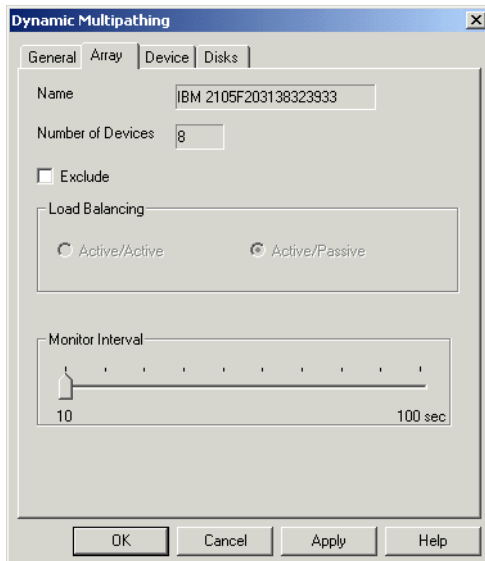 Dynamic Multipathing
General Array Device Disks
Name IBM 2105F203138323933
Number of Devices 8
Exclude
Load Balancing
Active/Active Active/Passive
Monitor Interval
10 100 sec
OK Cancel Apply Help